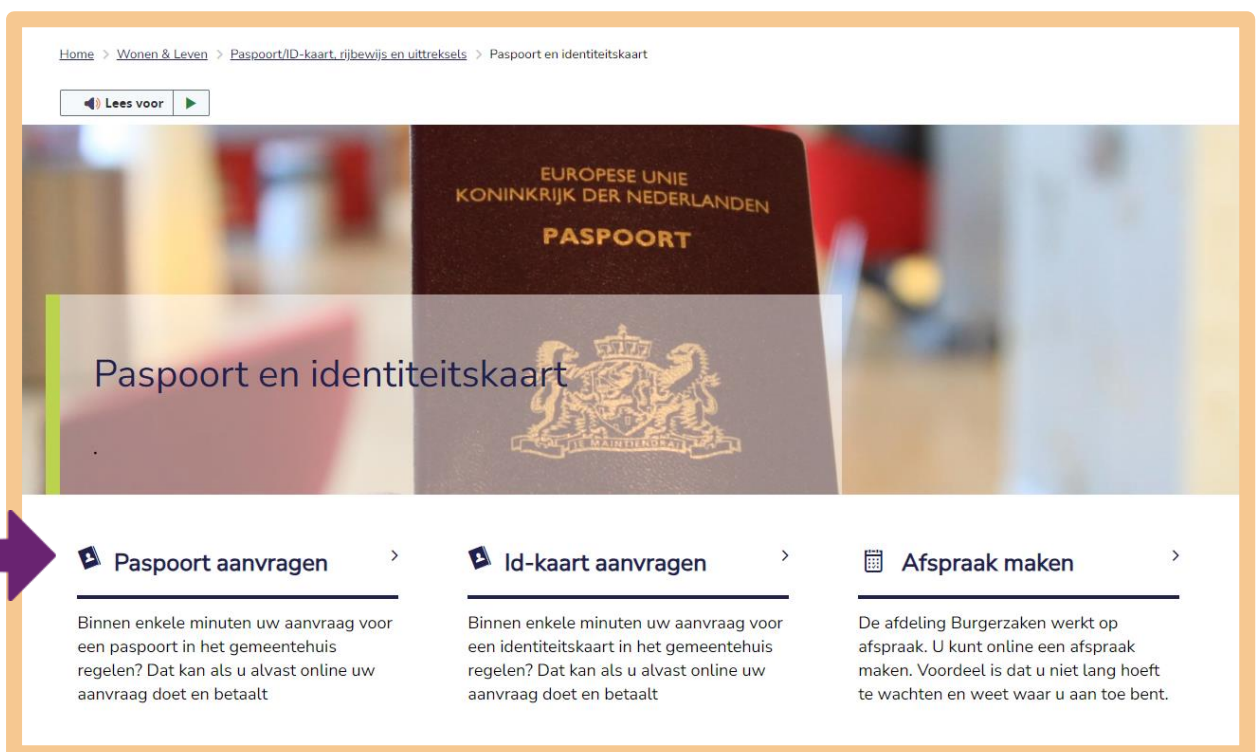 Home > Wonen & Leven > Paspoort/ID-kaart, rijbewijs en uittreksels > Paspoort en identiteitskaart
Lees voor
EUROPESE UNIE
KONINKRIJK DER NEDERLANDEN
PASPOORT
Paspoort en identiteitskaart
JE MAINTIENDRAI
.
Paspoort aanvragen >
Binnen enkele minuten uw aanvraag voor
een paspoort in het gemeentehuis
regelen? Dat kan als u alvast online uw
aanvraag doet en betaalt
Id-kaart aanvragen >
Binnen enkele minuten uw aanvraag voor
een identiteitskaart in het gemeentehuis
regelen? Dat kan als u alvast online uw
aanvraag doet en betaalt
Afspraak maken >
De afdeling Burgerzaken werkt op
afspraak. U kunt online een afspraak
maken. Voordeel is dat u niet lang hoeft
te wachten en weet waar u aan toe bent.